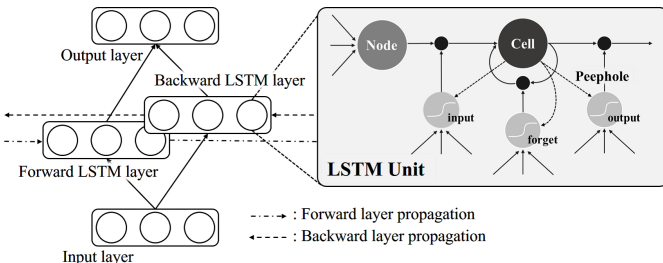 Output layer
Backward LSTM layer
Forward LSTM layer
Input layer
Node
Cell
Peephole
input
forget
output
LSTM Unit
: Forward layer propagation
: Backward layer propagation